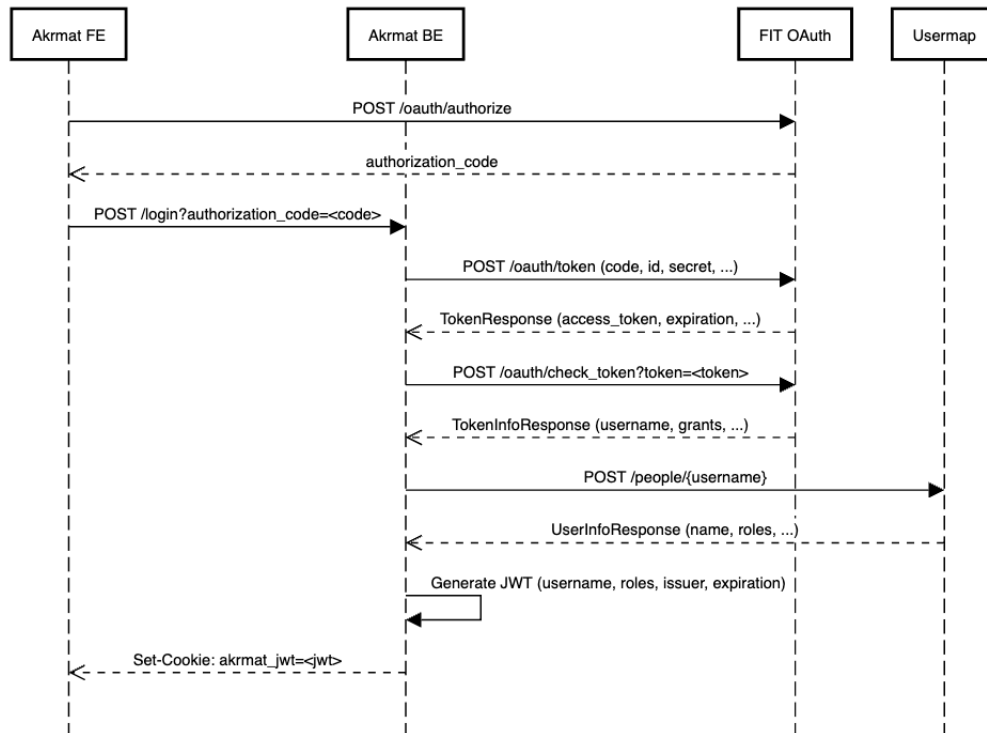 Akrmat FE
Akrmat BE
FIT OAuth
Usermap
POST /oauth/authorize
authorization_code
POST /login?authorization_code=<code>
POST /oauth/token (code, id, secret, ...)
TokenResponse (access_token, expiration, ...)
POST /oauth/check_token?token=<token>
TokenInfoResponse (username, grants, ...)
POST /people/{username}
UserInfoResponse (name, roles, ...)
Generate JWT (username, roles, issuer, expiration)
Set-Cookie: akrmat_jwt=<jwt>